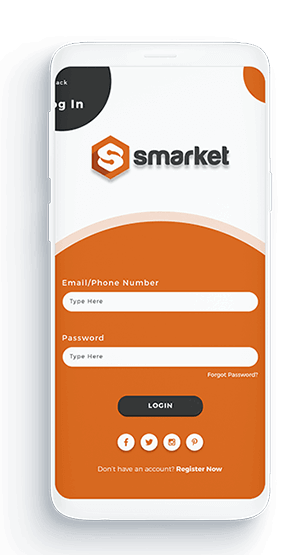 ack
og In
smarket
Email/Phone Number
Type Here
Password
Type Here
Forgot Password?
LOGIN
Don't have an account? Register Now